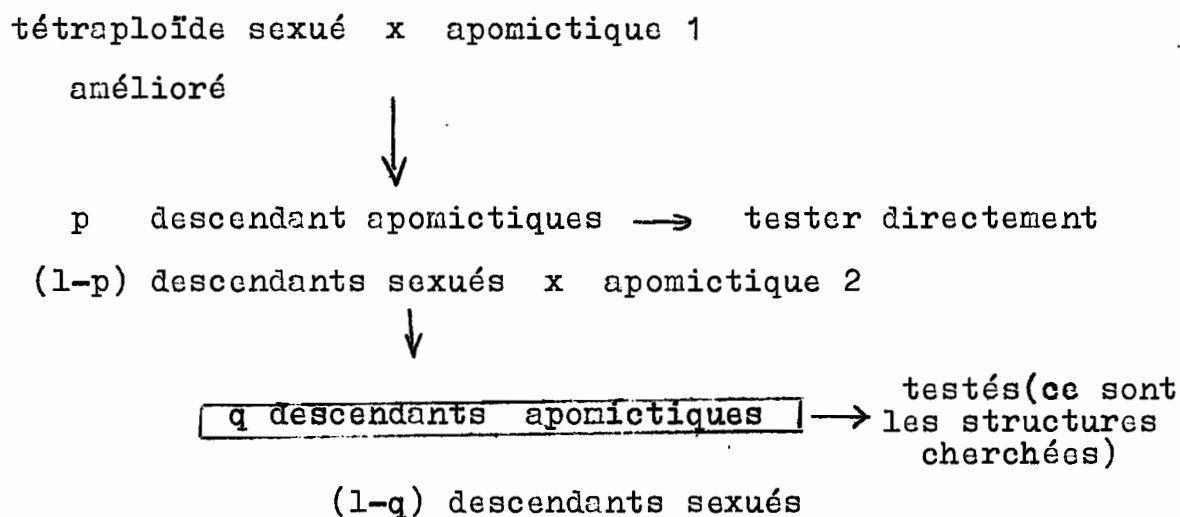 tétraploïde sexué x apomictique 1
amélioré
p descendant apomictiques → tester directement
(1-p) descendants sexués x apomictique 2
q descendants apomictiques → testés(ce sont
les structures
cherchées)
(1-q) descendants sexués